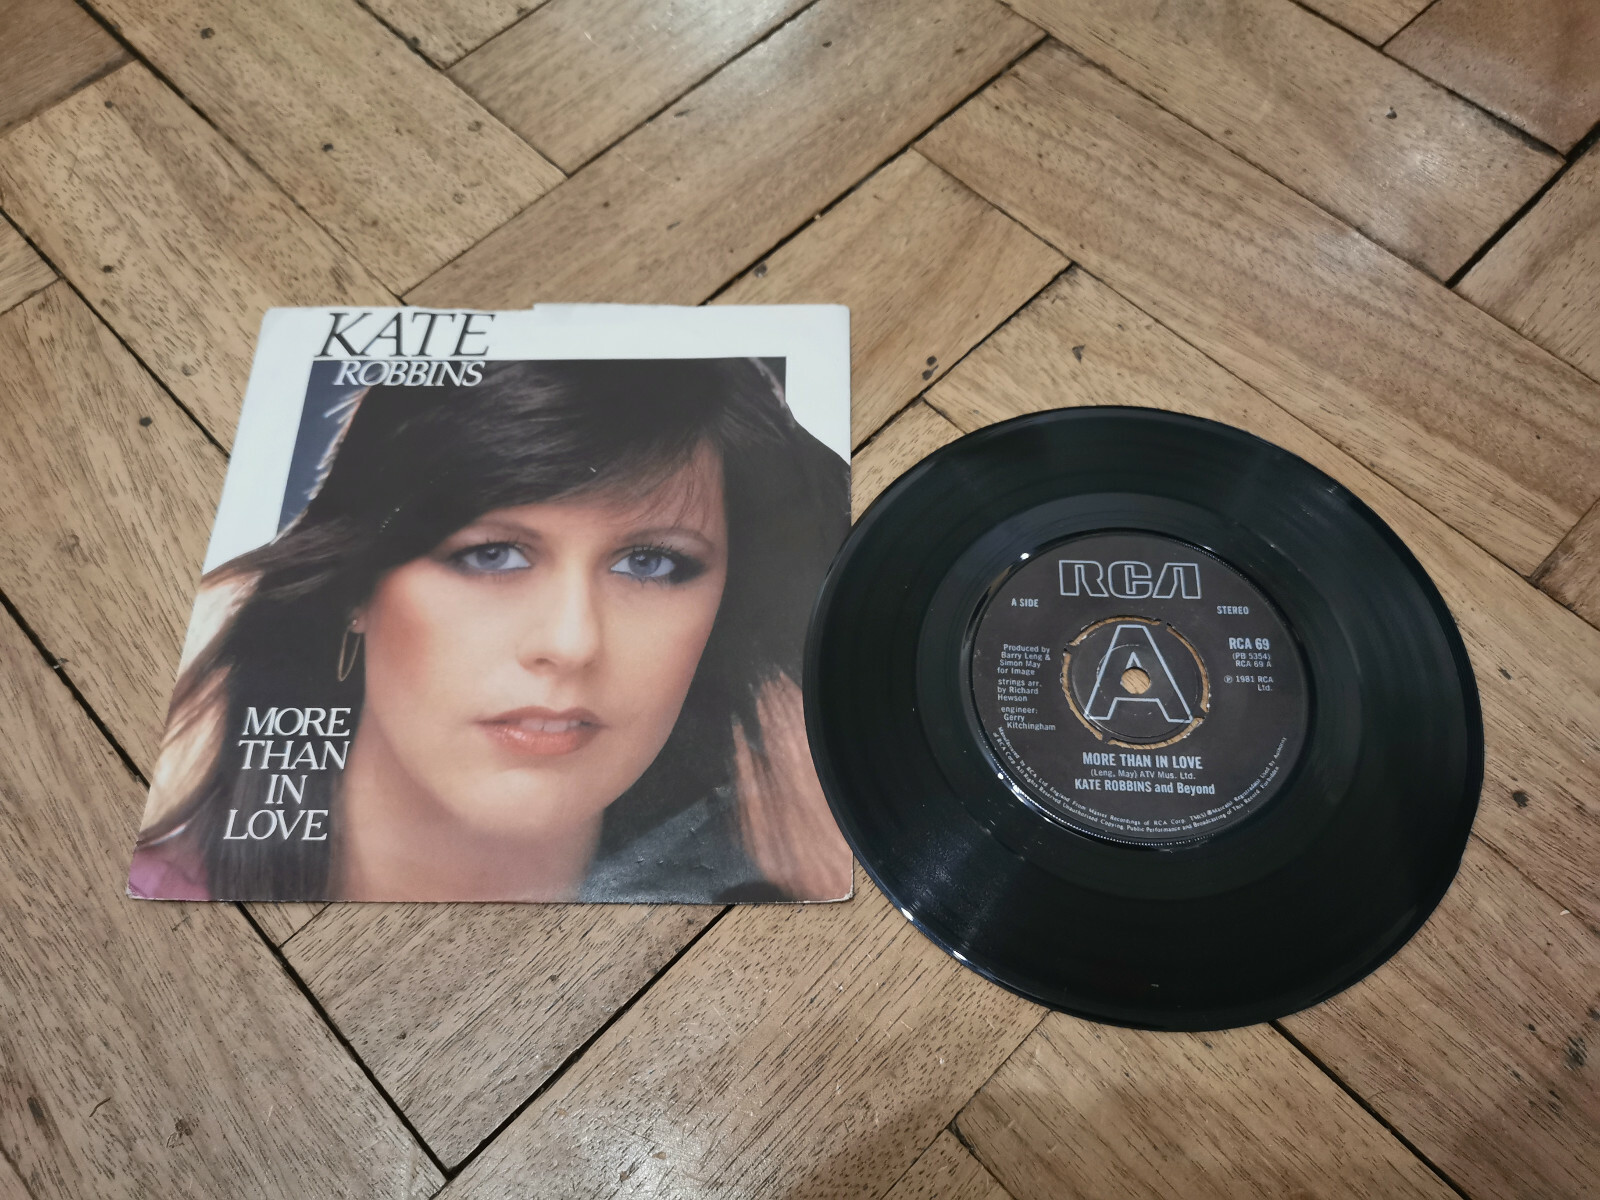 KATE
ROBBINS
MORE
THAN
IN
LOVE
RCA
A SIDE
STEREO
A
Produced by
Barry Leng &
Simon May
for Image
strings arr.
by Richard
Hewson
engineer:
Gerry
Kitchingham
RCA 69
(PB 5354)
RCA 69 A
℗ 1981 RCA
Ltd.
MORE THAN IN LOVE
(Leng, May) ATV Mus. Ltd.
KATE ROBBINS and Beyond